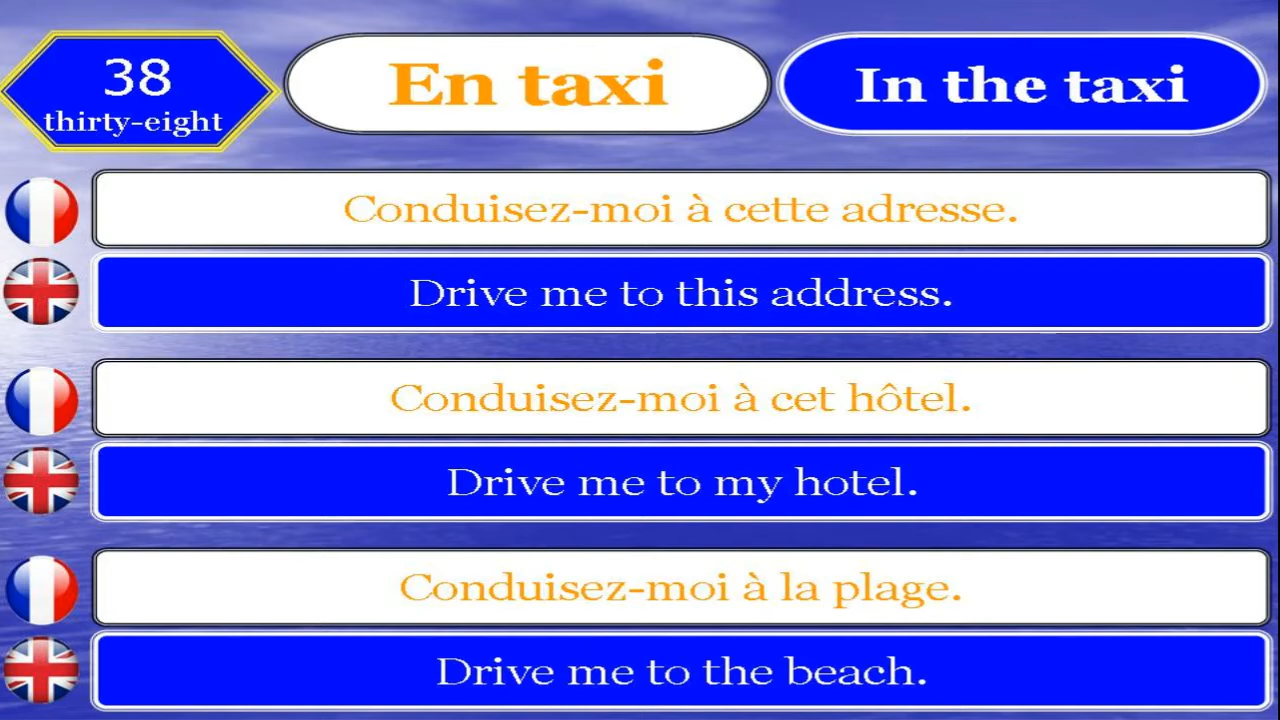 38
thirty-eight
En taxi
In the taxi
Conduisez-moi à cette adresse.
Drive me to this address.
Conduisez-moi à cet hôtel.
Drive me to my hotel.
Conduisez-moi à la plage.
Drive me to the beach.